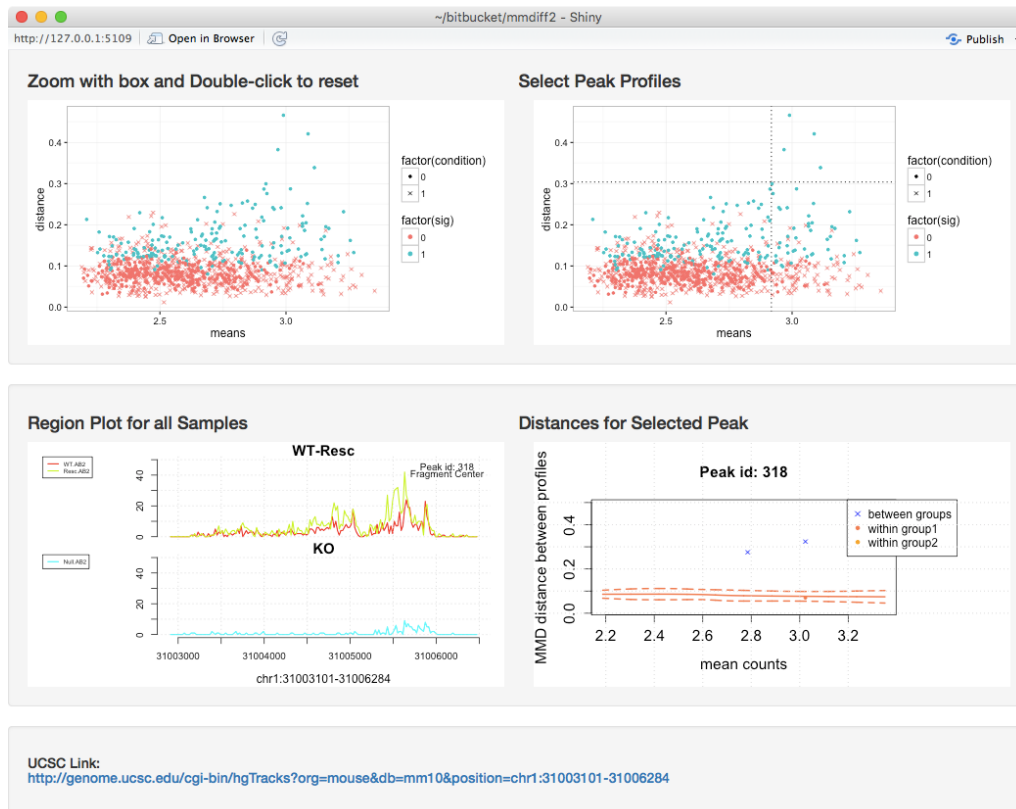 ~/bitbucket/mmdiff2 - Shiny
http://127.0.0.1:5109 Open in Browser Publish
Zoom with box and Double-click to reset
0.4
0.3
0.2
0.1
0.0
distance
2.5 3.0
means
factor(condition)
0
1
factor(sig)
0
1
Select Peak Profiles
0.4
0.3
0.2
0.1
0.0
distance
2.5 3.0
means
factor(condition)
0
1
factor(sig)
0
1
Region Plot for all Samples
WT-Resc
WT.AB2
Resc.AB2
Peak id: 318
Fragment Center
40
20
0
KO
Null.AB2
40
20
0
31003000 31004000 31005000 31006000
chr1:31003101-31006284
Distances for Selected Peak
Peak id: 318
MMD distance between profiles
0.4
0.2
0.0
between groups
within group1
within group2
2.2 2.4 2.6 2.8 3.0 3.2
mean counts
UCSC Link:
http://genome.ucsc.edu/cgi-bin/hgTracks?org=mouse&db=mm10&position=chr1:31003101-31006284